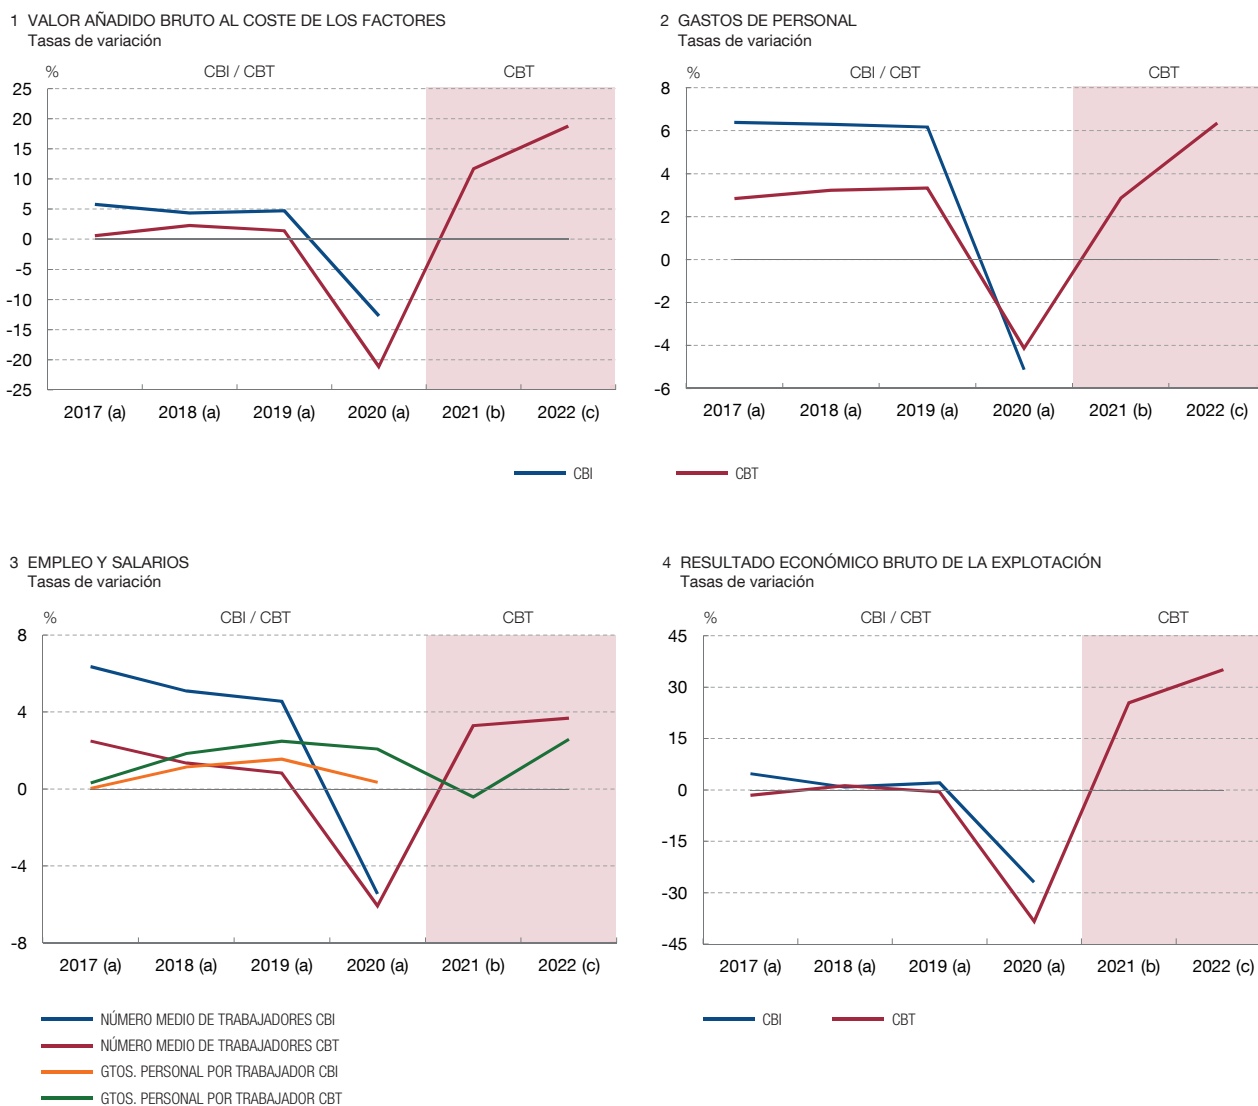 1 VALOR AÑADIDO BRUTO AL COSTE DE LOS FACTORES
Tasas de variación
% CBI / CBT CBT
25
20
15
10
5
0
-5
-10
-15
-20
-25
2017 (a) 2018 (a) 2019 (a) 2020 (a) 2021 (b) 2022 (c)
2 GASTOS DE PERSONAL
Tasas de variación
% CBI / CBT CBT
8
6
4
2
0
-2
-4
-6
2017 (a) 2018 (a) 2019 (a) 2020 (a) 2021 (b) 2022 (c)
CBI CBT
3 EMPLEO Y SALARIOS
Tasas de variación
% CBI / CBT CBT
8
4
0
-4
-8
2017 (a) 2018 (a) 2019 (a) 2020 (a) 2021 (b) 2022 (c)
NÚMERO MEDIO DE TRABAJADORES CBI
NÚMERO MEDIO DE TRABAJADORES CBT
GTOS. PERSONAL POR TRABAJADOR CBI
GTOS. PERSONAL POR TRABAJADOR CBT
4 RESULTADO ECONÓMICO BRUTO DE LA EXPLOTACIÓN
Tasas de variación
% CBI / CBT CBT
45
30
15
0
-15
-30
-45
2017 (a) 2018 (a) 2019 (a) 2020 (a) 2021 (b) 2022 (c)
CBI CBT